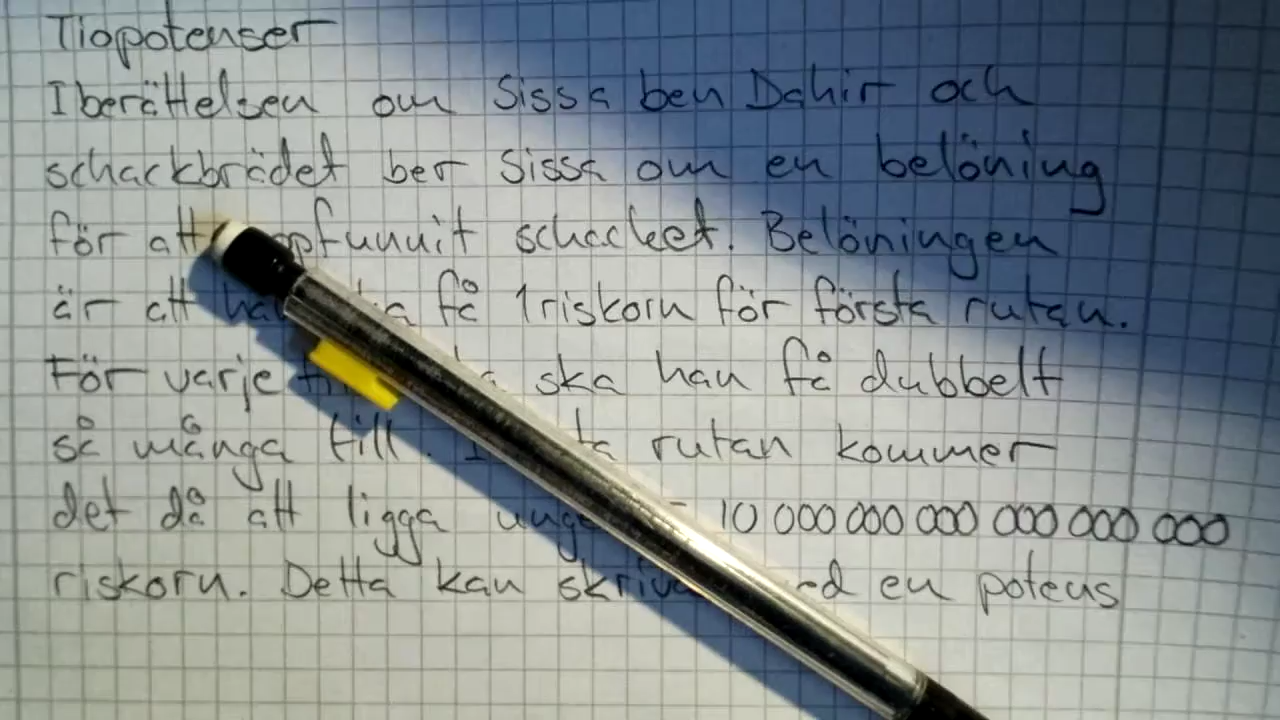 Tiopotenser
I berättelsen om Sissa ben Dahir och
schackbrädet ber Sissa om en belöning
för att uppfunnit schacket. Belöningen
är att få 1 riskorn för första rutan.
För varje ska han få dubbelt
så många till. rutan kommer
det då att ligga 10 000 000 000 000 000 000
riskorn. Detta kan en potens